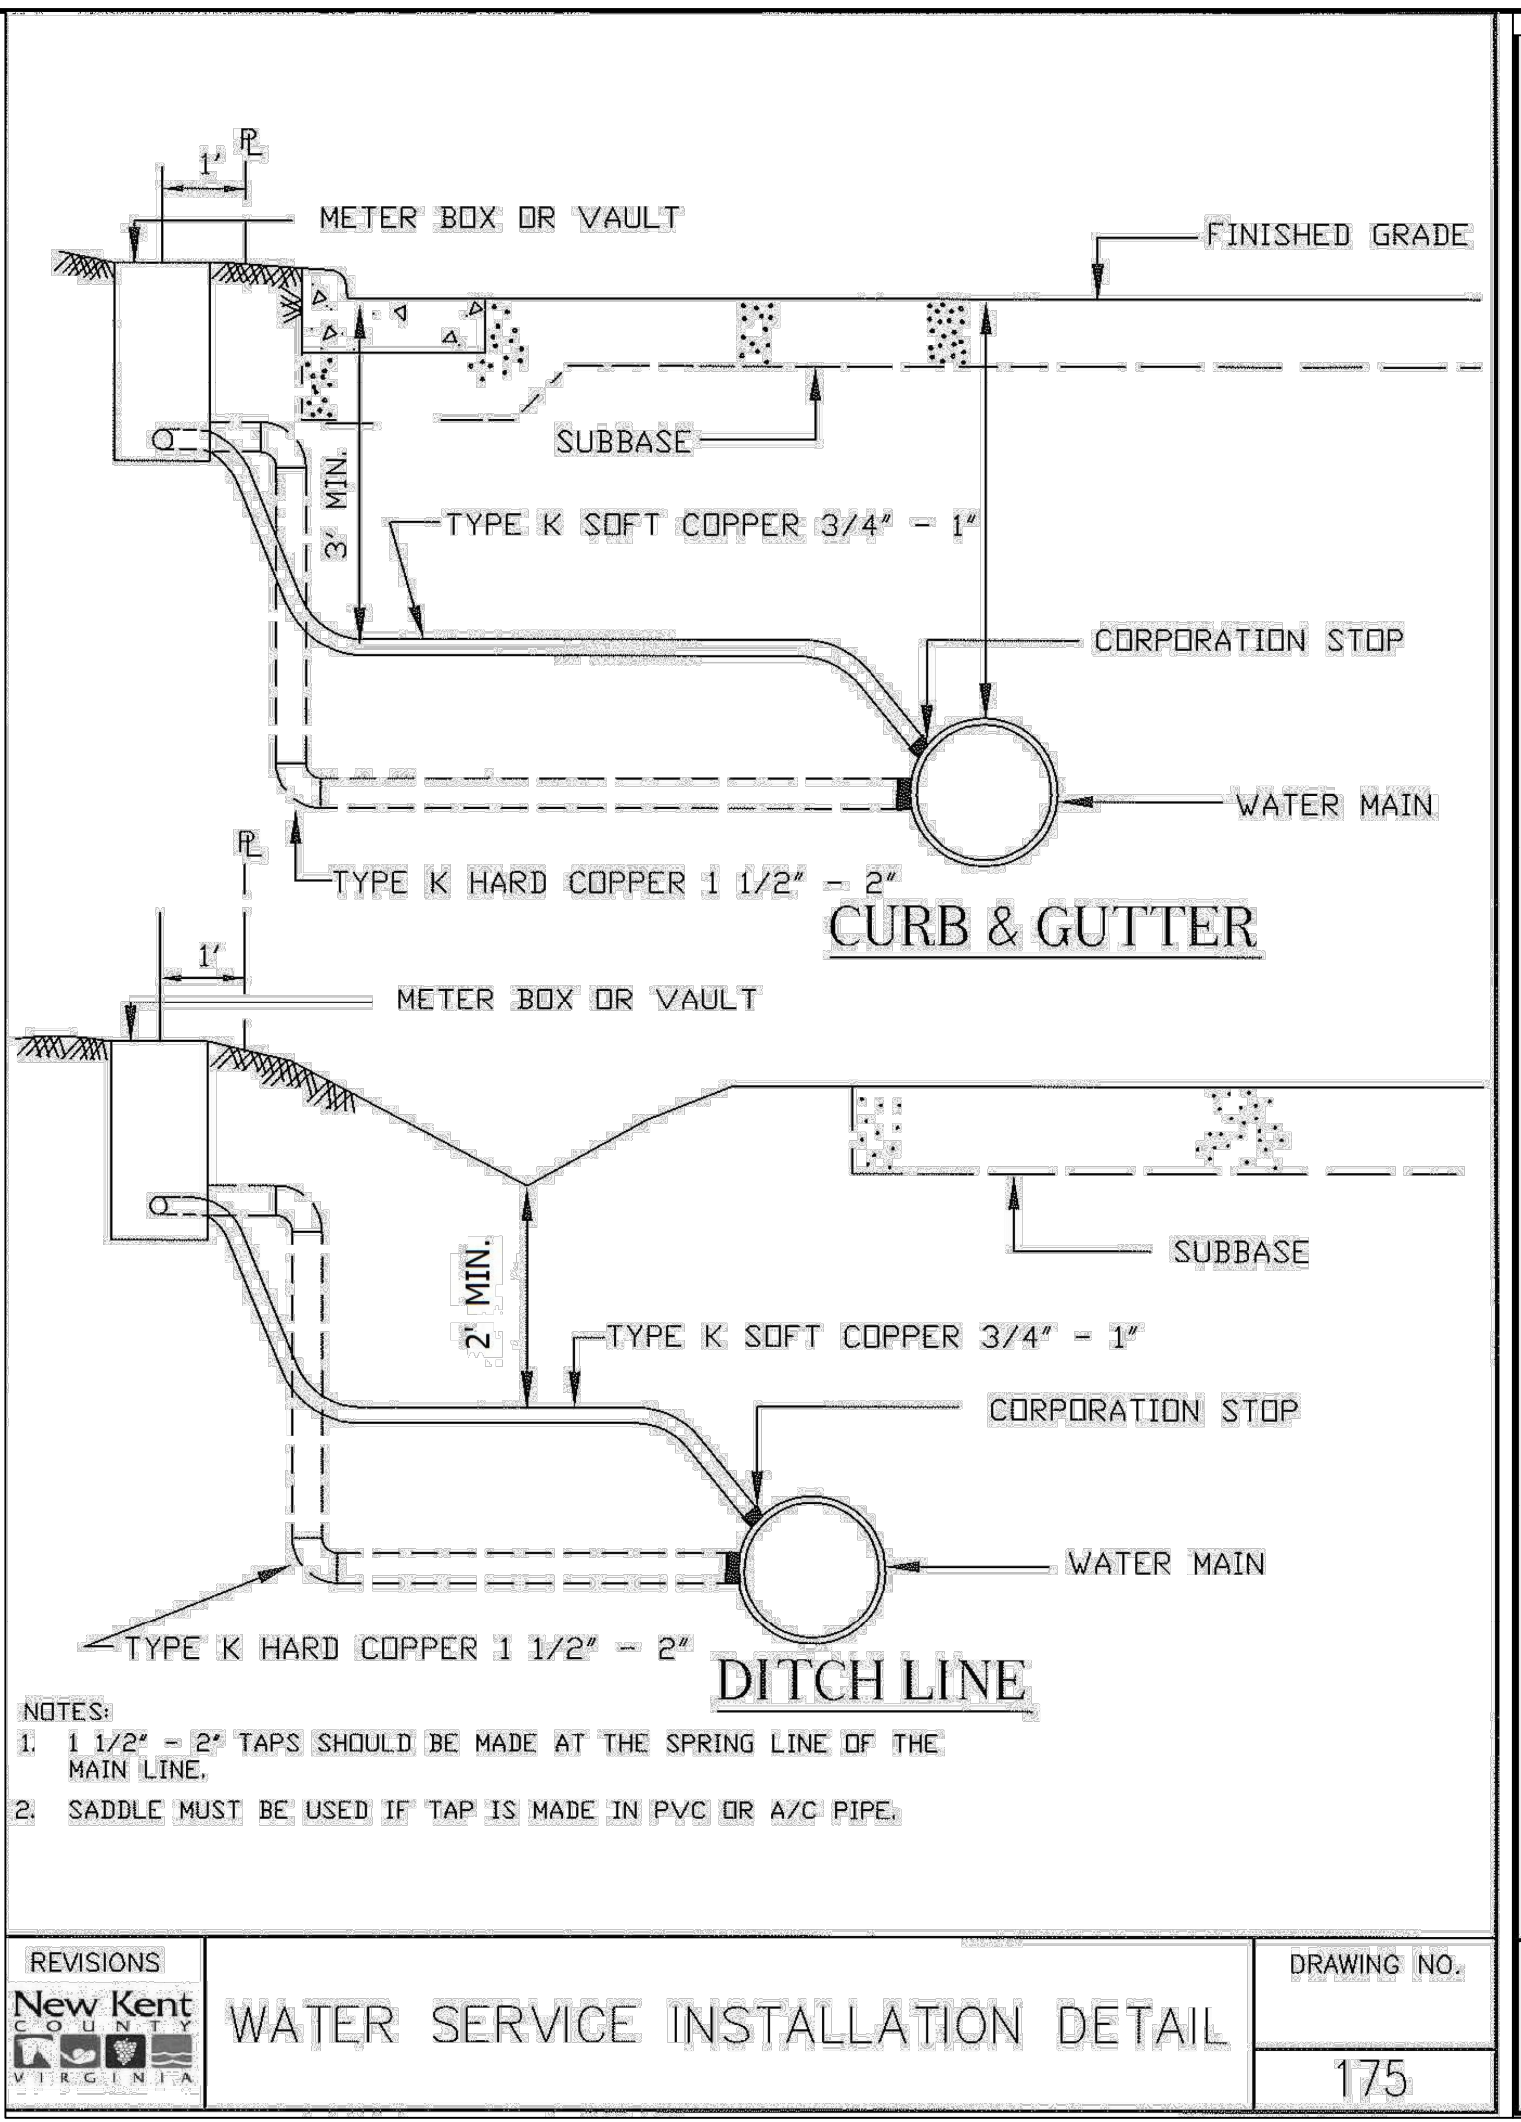 ℄
1'
METER BOX OR VAULT
FINISHED GRADE
SUBBASE
3' MIN.
TYPE K SOFT COPPER 3/4" - 1"
CORPORATION STOP
WATER MAIN
TYPE K HARD COPPER 1 1/2" - 2"
CURB & GUTTER
℄
1'
METER BOX OR VAULT
SUBBASE
2' MIN.
TYPE K SOFT COPPER 3/4" - 1"
CORPORATION STOP
WATER MAIN
TYPE K HARD COPPER 1 1/2" - 2"
DITCH LINE
NOTES:
1. 1 1/2" - 2" TAPS SHOULD BE MADE AT THE SPRING LINE OF THE
MAIN LINE.
2. SADDLE MUST BE USED IF TAP IS MADE IN PVC OR A/C PIPE.
REVISIONS
New Kent
COUNTY
VIRGINIA
WATER SERVICE INSTALLATION DETAIL
DRAWING NO.
175